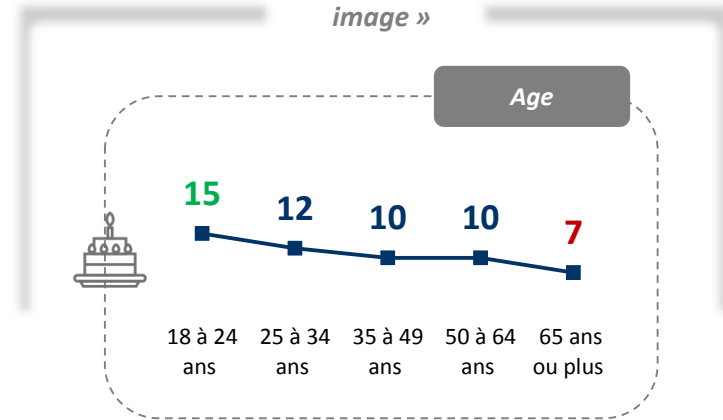 image »
Age
15 12 10 10 7
18 à 24 25 à 34 35 à 49 50 à 64 65 ans
ans ans ans ans ou plus